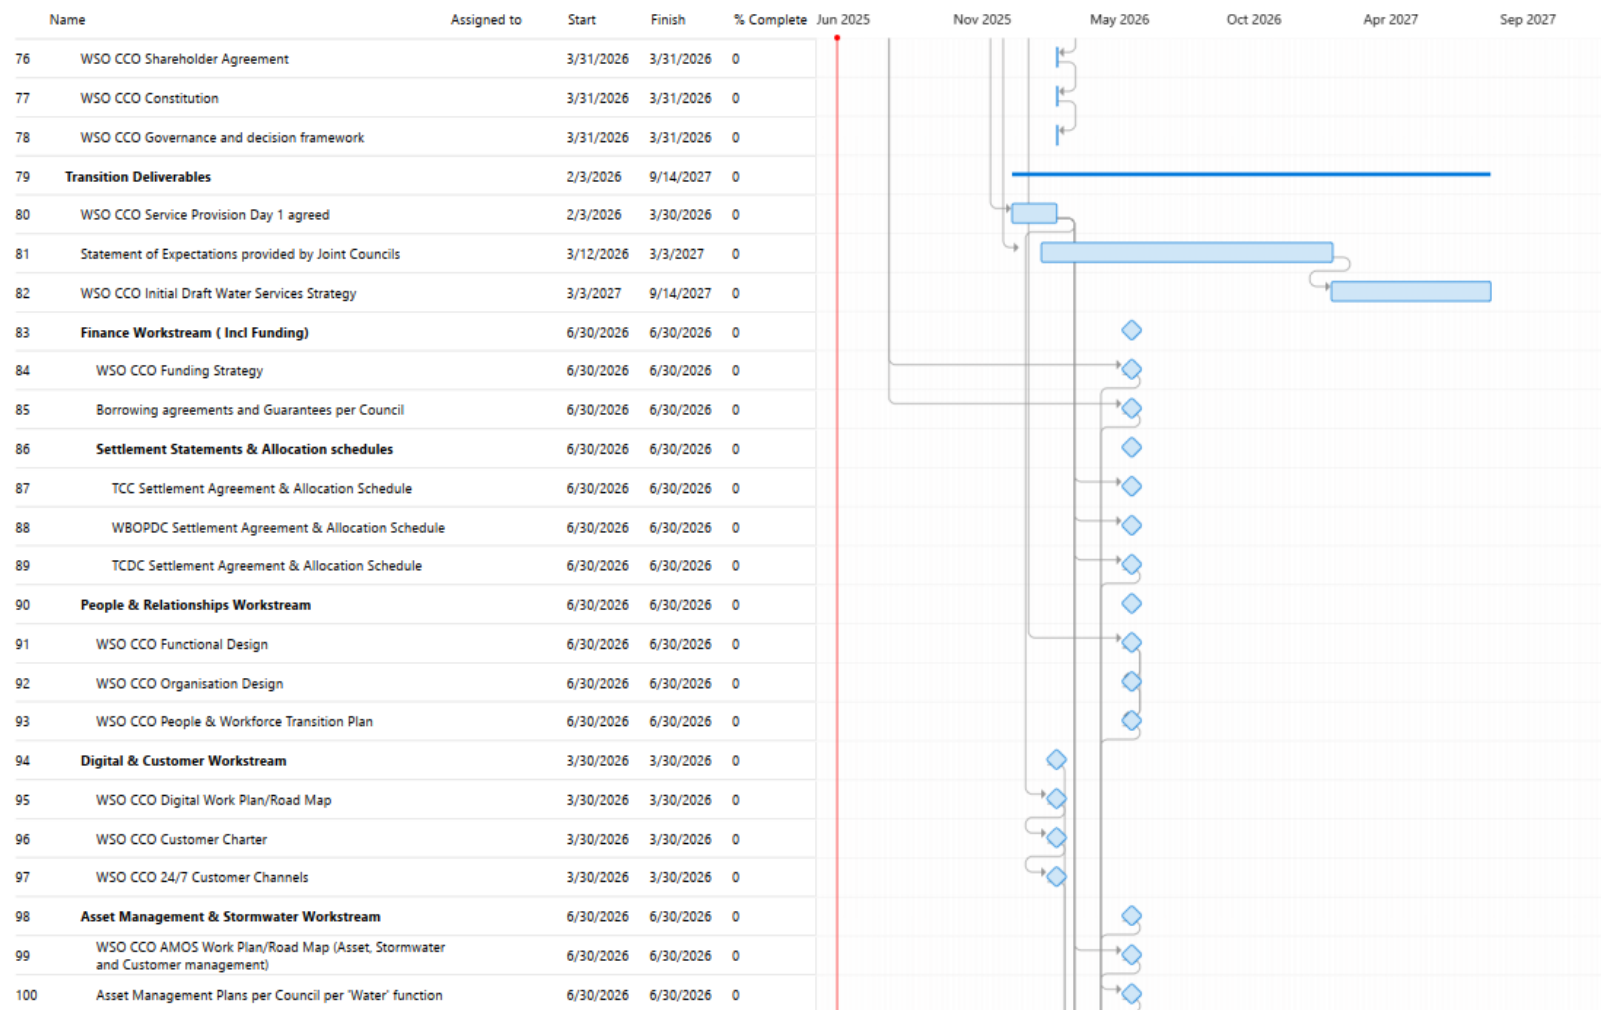 Name Assigned to Start Finish % Complete Jun 2025 Nov 2025 May 2026 Oct 2026 Apr 2027 Sep 2027
76 WSO CCO Shareholder Agreement 3/31/2026 3/31/2026 0
77 WSO CCO Constitution 3/31/2026 3/31/2026 0
78 WSO CCO Governance and decision framework 3/31/2026 3/31/2026 0
79 Transition Deliverables 2/3/2026 9/14/2027 0
80 WSO CCO Service Provision Day 1 agreed 2/3/2026 3/30/2026 0
81 Statement of Expectations provided by Joint Councils 3/12/2026 3/3/2027 0
82 WSO CCO Initial Draft Water Services Strategy 3/3/2027 9/14/2027 0
83 Finance Workstream ( Incl Funding) 6/30/2026 6/30/2026 0
84 WSO CCO Funding Strategy 6/30/2026 6/30/2026 0
85 Borrowing agreements and Guarantees per Council 6/30/2026 6/30/2026 0
86 Settlement Statements & Allocation schedules 6/30/2026 6/30/2026 0
87 TCC Settlement Agreement & Allocation Schedule 6/30/2026 6/30/2026 0
88 WBOPDC Settlement Agreement & Allocation Schedule 6/30/2026 6/30/2026 0
89 TCDC Settlement Agreement & Allocation Schedule 6/30/2026 6/30/2026 0
90 People & Relationships Workstream 6/30/2026 6/30/2026 0
91 WSO CCO Functional Design 6/30/2026 6/30/2026 0
92 WSO CCO Organisation Design 6/30/2026 6/30/2026 0
93 WSO CCO People & Workforce Transition Plan 6/30/2026 6/30/2026 0
94 Digital & Customer Workstream 3/30/2026 3/30/2026 0
95 WSO CCO Digital Work Plan/Road Map 3/30/2026 3/30/2026 0
96 WSO CCO Customer Charter 3/30/2026 3/30/2026 0
97 WSO CCO 24/7 Customer Channels 3/30/2026 3/30/2026 0
98 Asset Management & Stormwater Workstream 6/30/2026 6/30/2026 0
99 WSO CCO AMOS Work Plan/Road Map (Asset, Stormwater
and Customer management) 6/30/2026 6/30/2026 0
100 Asset Management Plans per Council per 'Water' function 6/30/2026 6/30/2026 0